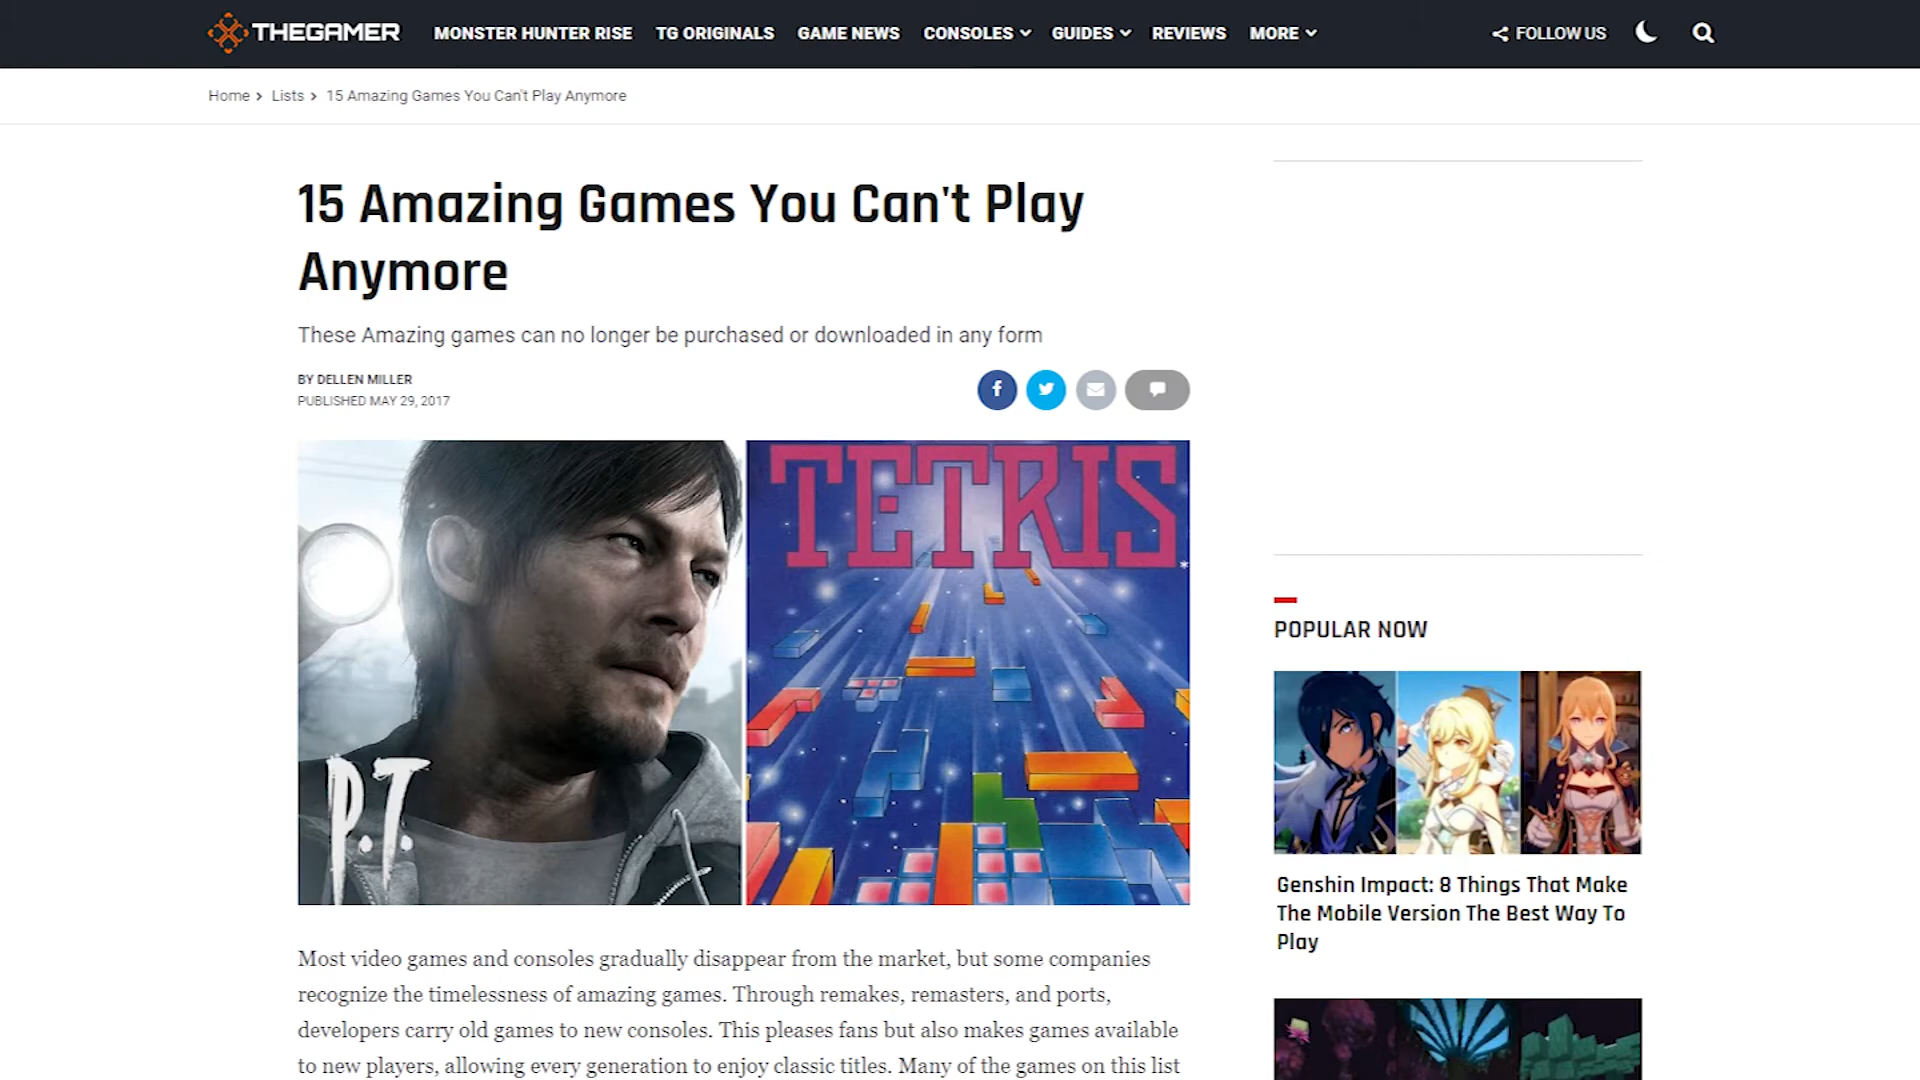 THEGAMER MONSTER HUNTER RISE TG ORIGINALS GAME NEWS CONSOLES GUIDES REVIEWS MORE FOLLOW US
Home > Lists > 15 Amazing Games You Can't Play Anymore
15 Amazing Games You Can't Play
Anymore
These Amazing games can no longer be purchased or downloaded in any form
BY DELLEN MILLER
PUBLISHED MAY 29, 2017
TETRIS
P.T.
Most video games and consoles gradually disappear from the market, but some companies
recognize the timelessness of amazing games. Through remakes, remasters, and ports,
developers carry old games to new consoles. This pleases fans but also makes games available
to new players, allowing every generation to enjoy classic titles. Many of the games on this list
POPULAR NOW
Genshin Impact: 8 Things That Make
The Mobile Version The Best Way To
Play